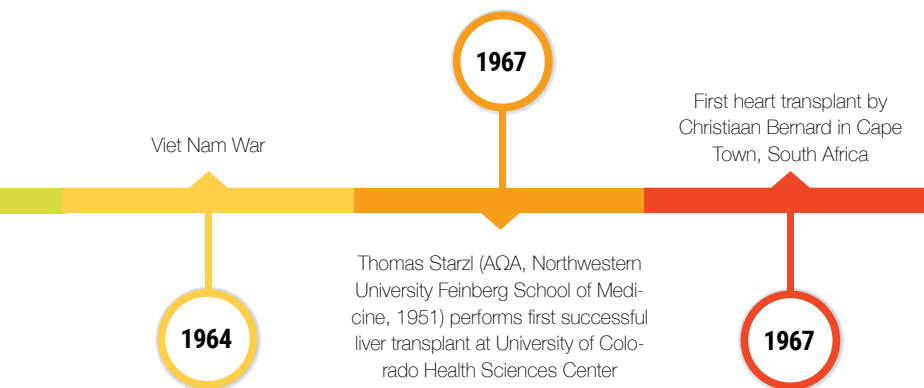 Viet Nam War
1964
1967
Thomas Starzl (AΩA, Northwestern
University Feinberg School of Medi-
cine, 1951) performs first successful
liver transplant at University of Colo-
rado Health Sciences Center
First heart transplant by
Christiaan Bernard in Cape
Town, South Africa
1967